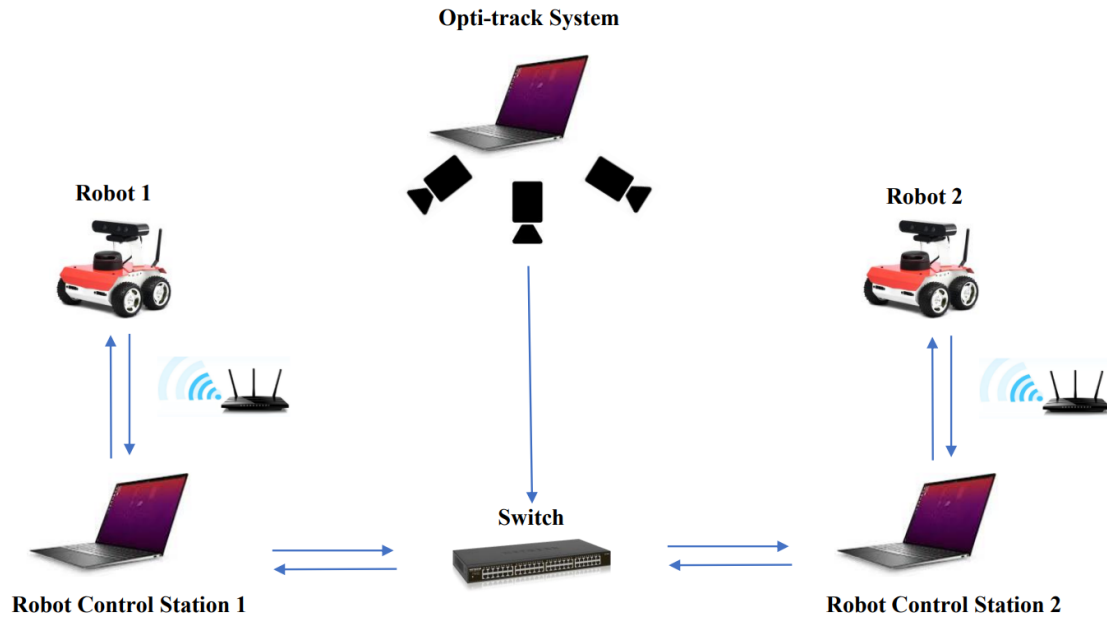 Opti-track System
Robot 1
Robot 2
Switch
Robot Control Station 1
Robot Control Station 2